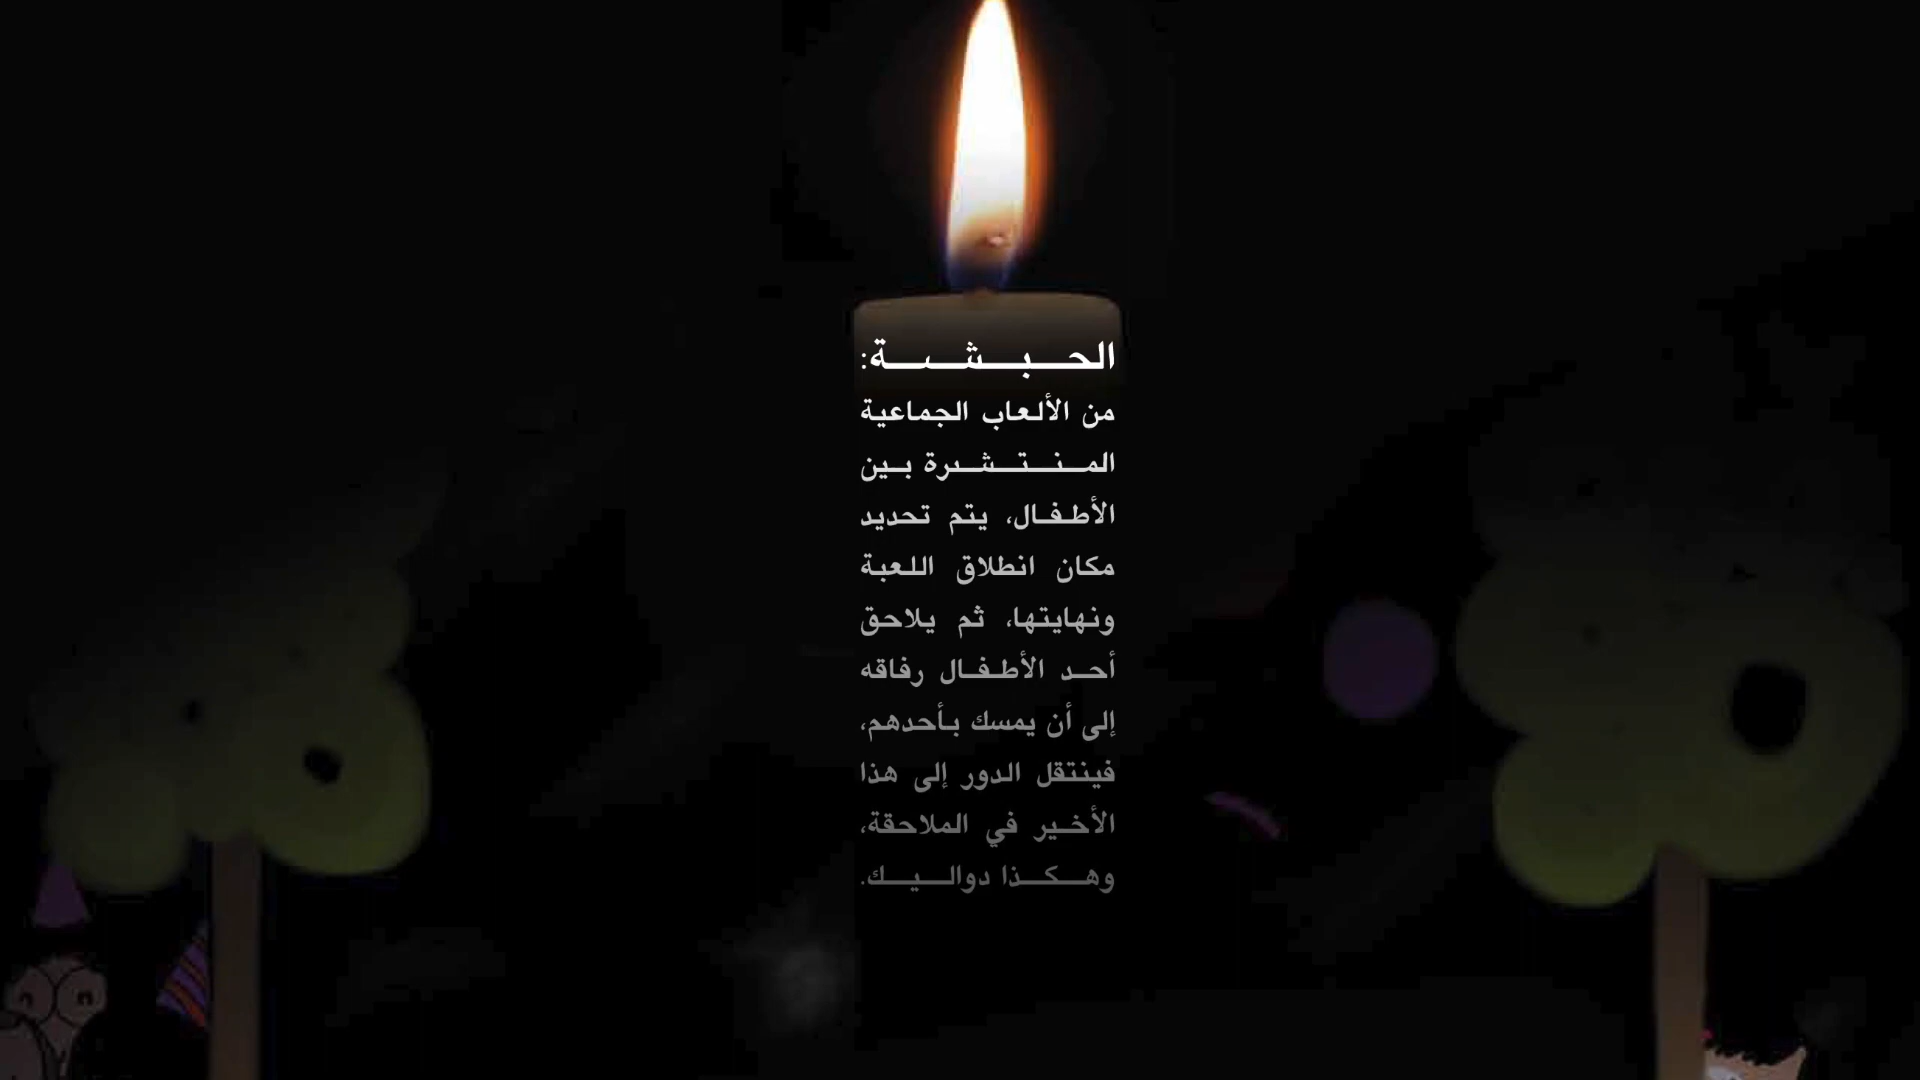 الحبشة:
من الألعاب الجماعية
المنتشرة بين
الأطفال، يتم تحديد
مكان انطلاق اللعبة
ونهايتها، ثم يلاحق
أحد الأطفال رفاقه
إلى أن يمسك بأحدهم،
فينتقل الدور إلى هذا
الأخير في الملاحقة،
وهكذا دواليك.